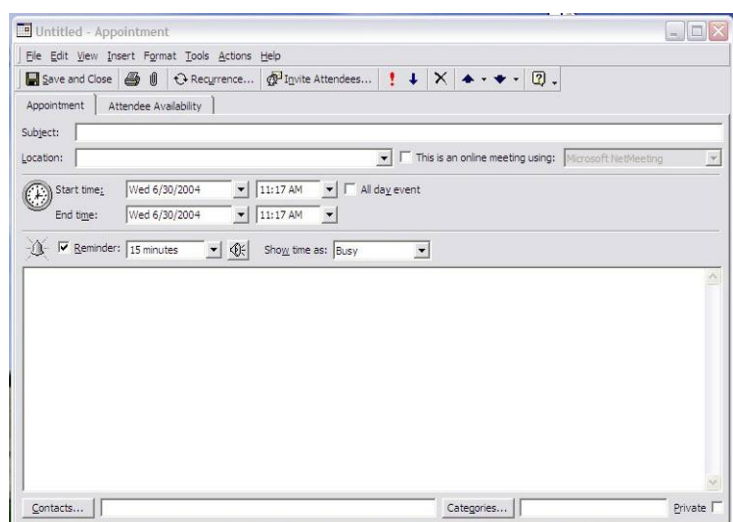 Untitled - Appointment
File Edit View Insert Format Tools Actions Help
Save and Close Recurrence... Invite Attendees...
Appointment Attendee Availability
Subject:
Location: This is an online meeting using: Microsoft NetMeeting
Start time: Wed 6/30/2004 11:17 AM All day event
End time: Wed 6/30/2004 11:17 AM
Reminder: 15 minutes Show time as: Busy
Contacts... Categories... Private